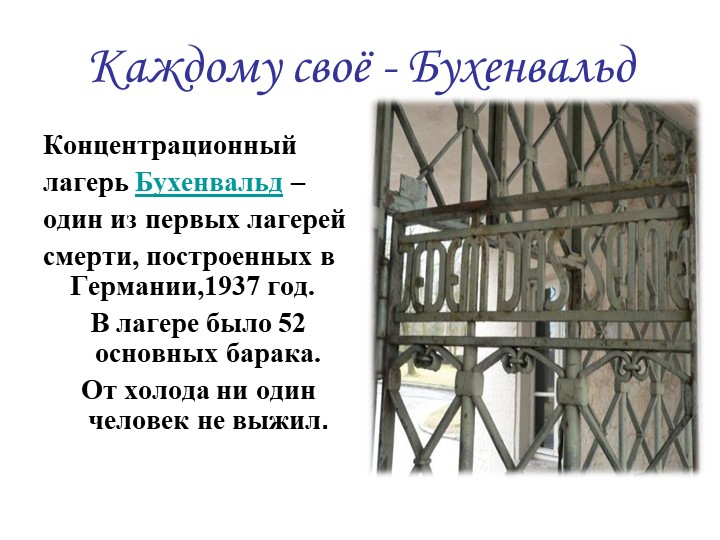 Каждому своё - Бухенвальд
Концентрационный
лагерь Бухенвальд –
один из первых лагерей
смерти, построенных в
Германии,1937 год.
В лагере было 52
основных барака.
От холода ни один
человек не выжил.
JEDEM DAS SEINE